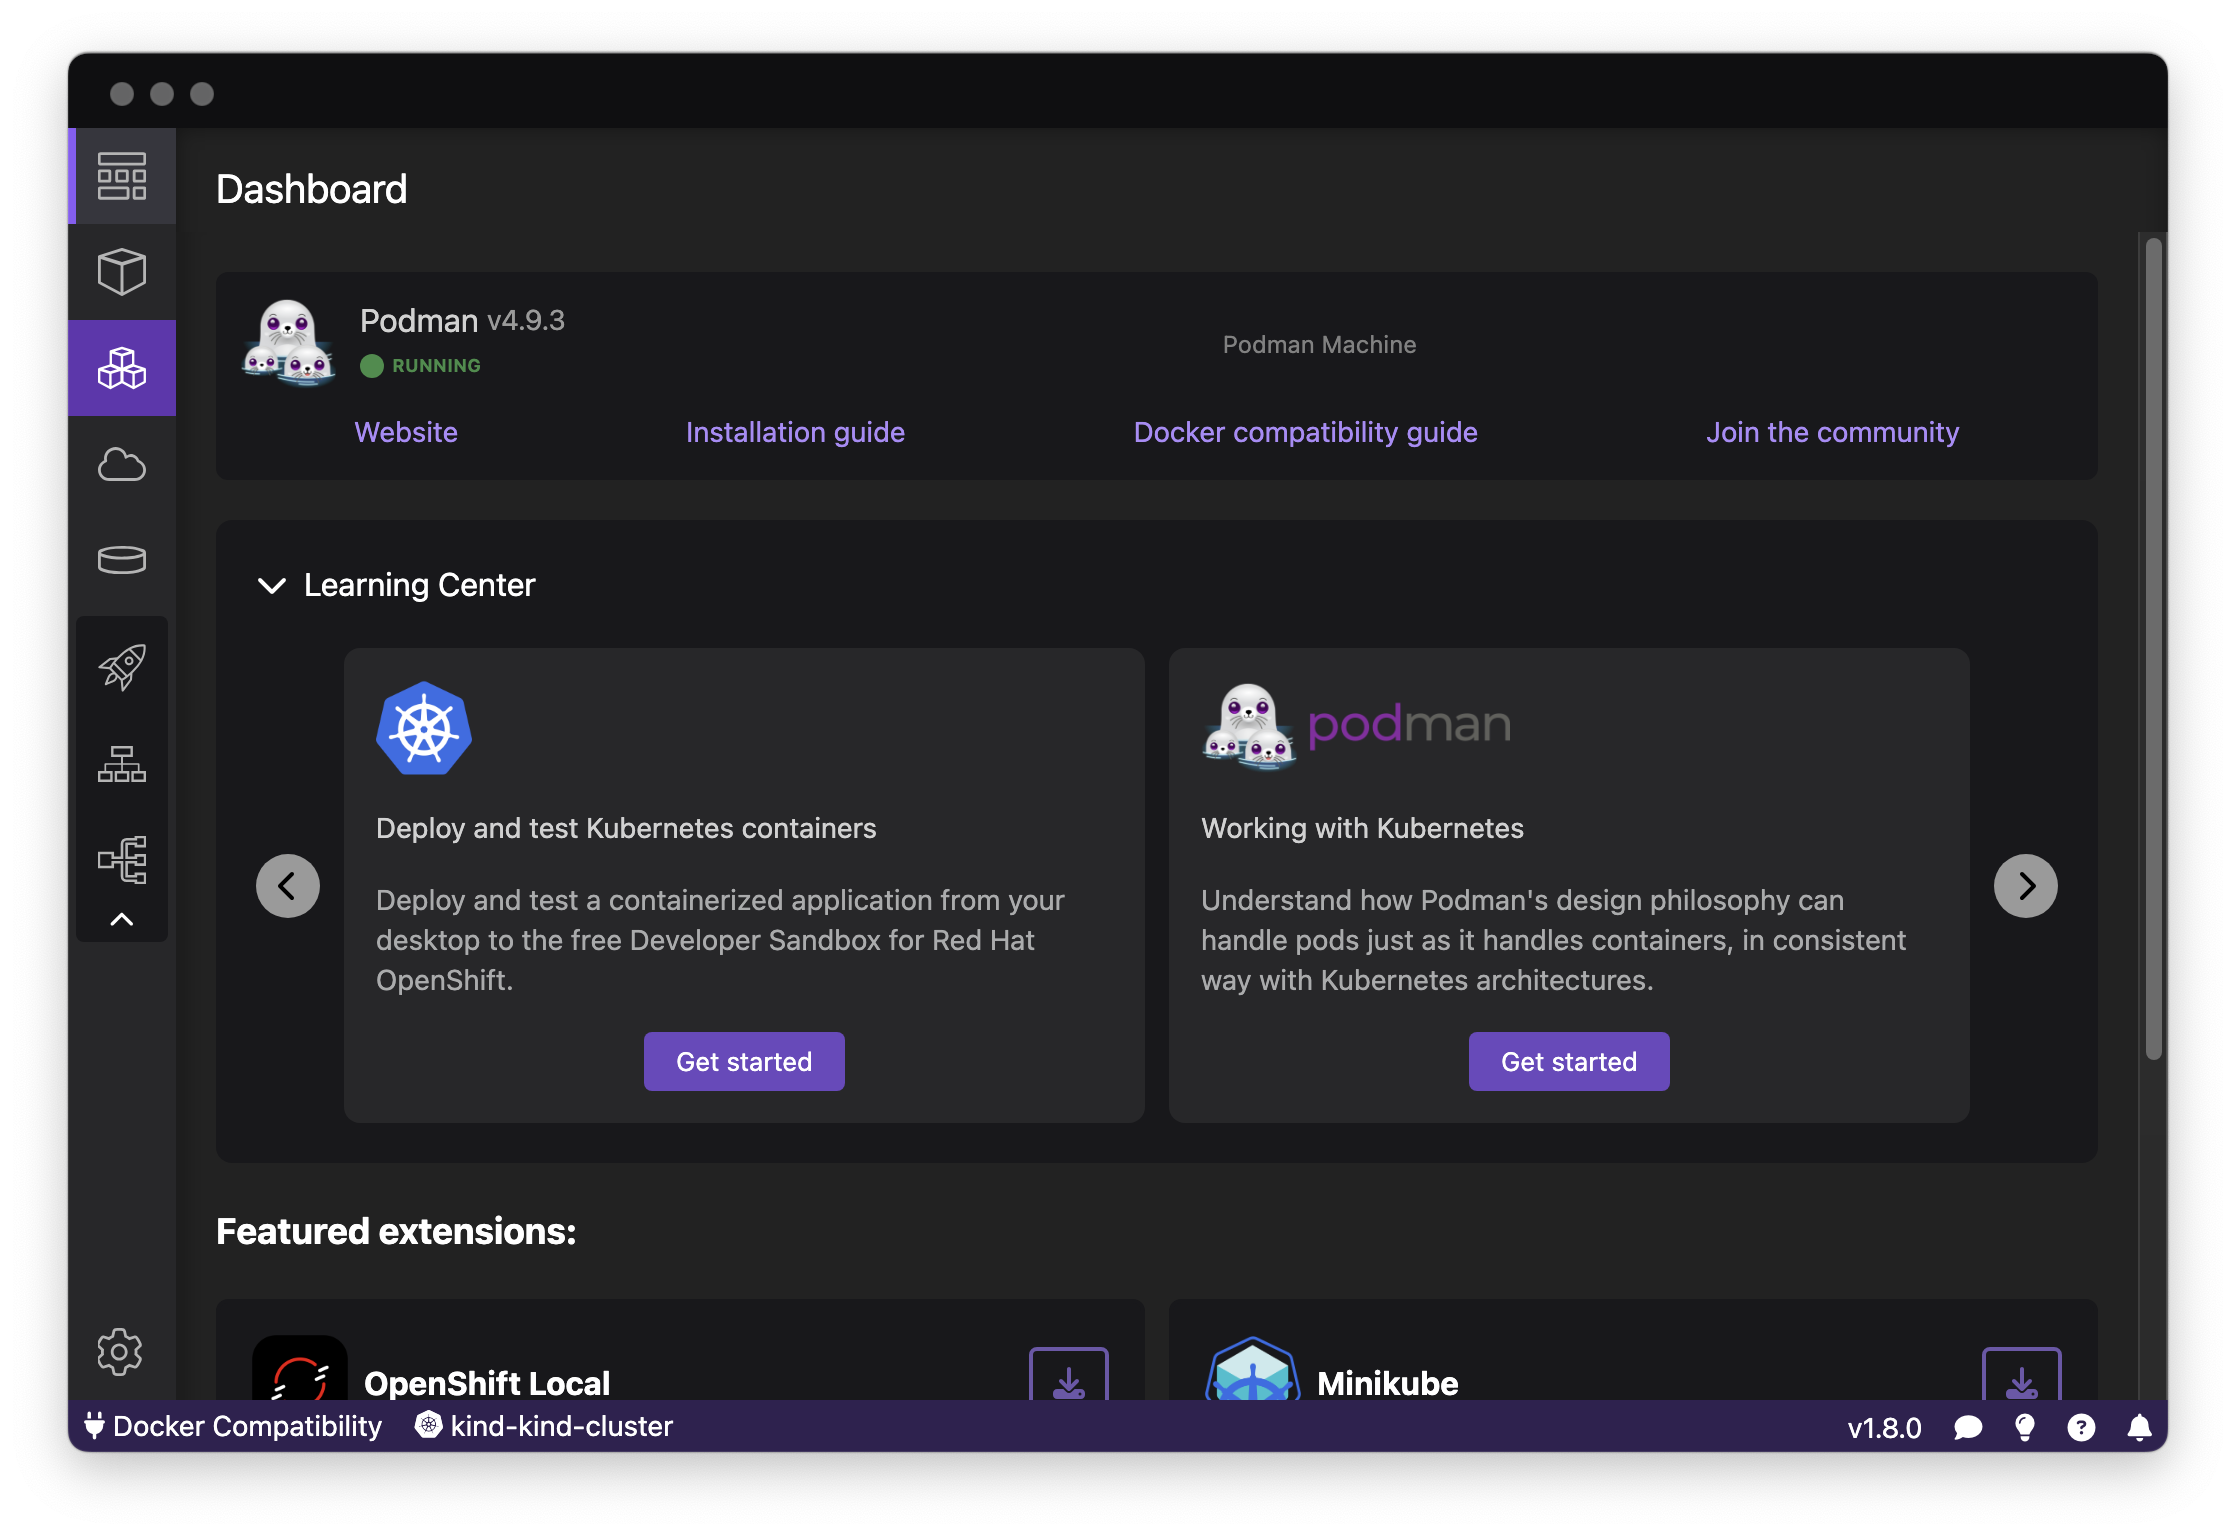 Dashboard
Podman v4.9.3
RUNNING
Podman Machine
Website
Installation guide
Docker compatibility guide
Join the community
Learning Center
Deploy and test Kubernetes containers
Deploy and test a containerized application from your
desktop to the free Developer Sandbox for Red Hat
OpenShift.
Get started
podman
Working with Kubernetes
Understand how Podman's design philosophy can
handle pods just as it handles containers, in consistent
way with Kubernetes architectures.
Get started
Featured extensions:
OpenShift Local
Minikube
Docker Compatibility
kind-kind-cluster
v1.8.0